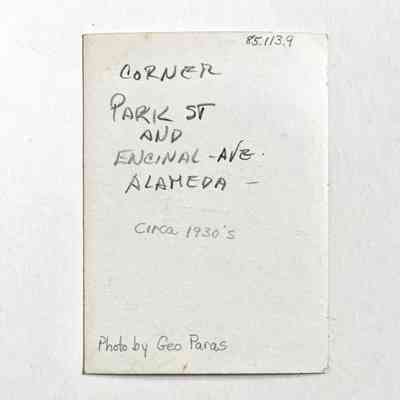 85.113.9
CORNER
PARK ST
AND
ENCINAL - AVE.
ALAMEDA -
Circa 1930's
Photo by Geo Paras